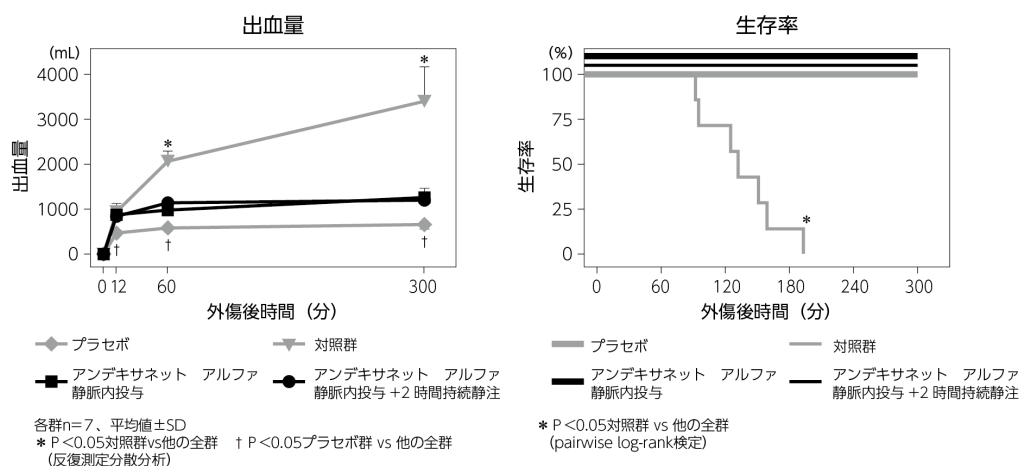 出血量
(mL)
4000
3000
2000
1000
0
出血量
*
*
†
†
†
0 12 60 300
外傷後時間（分）
プラセボ
対照群
アンデキサネット アルファ
静脈内投与
アンデキサネット アルファ
静脈内投与+2時間持続静注
各群n=7、平均値±SD
* P<0.05対照群vs他の全群 † P<0.05プラセボ群 vs 他の全群
(反復測定分散分析)
生存率
(%)
100
75
50
25
0
生存率
*
0 60 120 180 240 300
外傷後時間（分）
プラセボ
対照群
アンデキサネット アルファ
静脈内投与
アンデキサネット アルファ
静脈内投与+2時間持続静注
* P<0.05対照群 vs 他の全群
(pairwise log-rank検定)